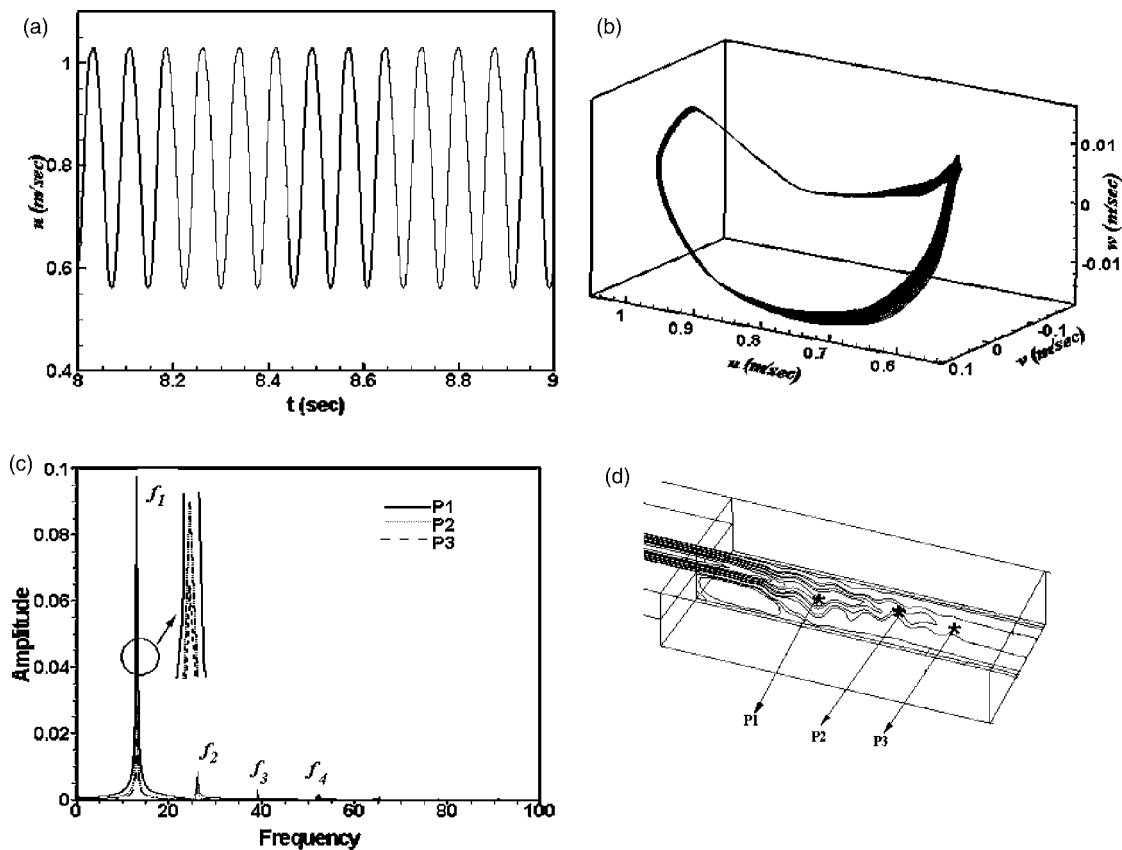 (a)
1
0.8
0.6
0.4
u (m/sec)
8
8.2
8.4
8.6
8.8
9
t (sec)
(b)
0.01
0
-0.01
w (m/sec)
1
0.9
0.8
0.7
0.6
u (m/sec)
-0.1
0
0.1
v (m/sec)
(c)
0.1
0.08
0.06
0.04
0.02
0
Amplitude
f1
f2
f3
f4
P1
P2
P3
0
20
40
60
80
100
Frequency
(d)
P1
P2
P3